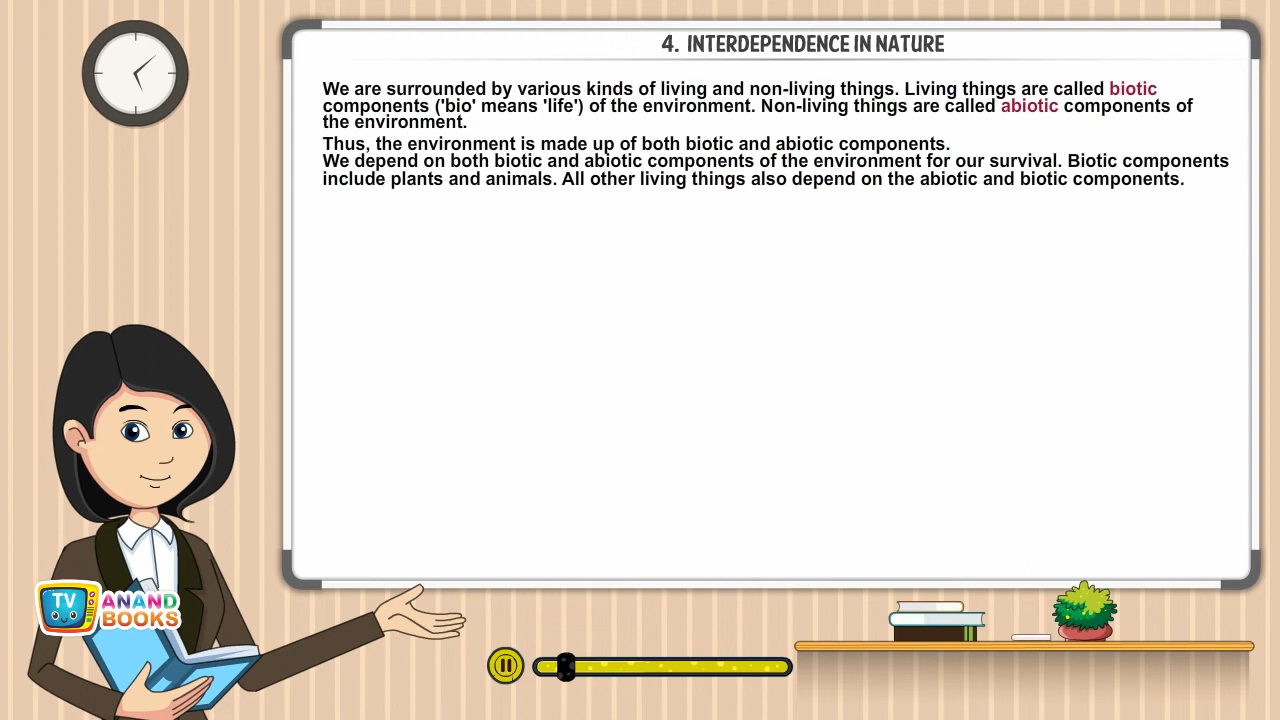 4. INTERDEPENDENCE IN NATURE
We are surrounded by various kinds of living and non-living things. Living things are called biotic
components ('bio' means 'life') of the environment. Non-living things are called abiotic components of
the environment.
Thus, the environment is made up of both biotic and abiotic components.
We depend on both biotic and abiotic components of the environment for our survival. Biotic components
include plants and animals. All other living things also depend on the abiotic and biotic components.
TV
ANAND
BOOKS